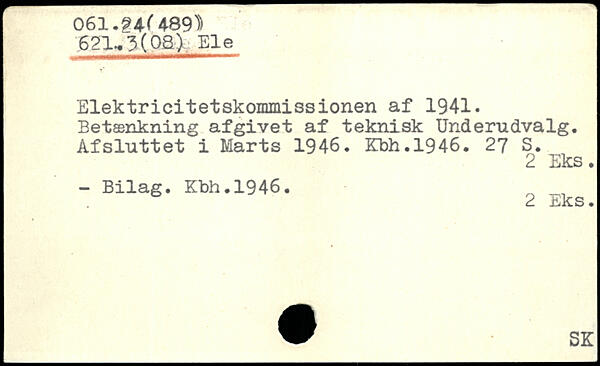 061.24(489)
621.3(08) Ele
Elektricitetskommissionen af 1941.
Betænkning afgivet af teknisk Underudvalg.
Afsluttet i Marts 1946. Kbh.1946. 27 S.
2 Eks.
- Bilag. Kbh.1946.
2 Eks.
SK